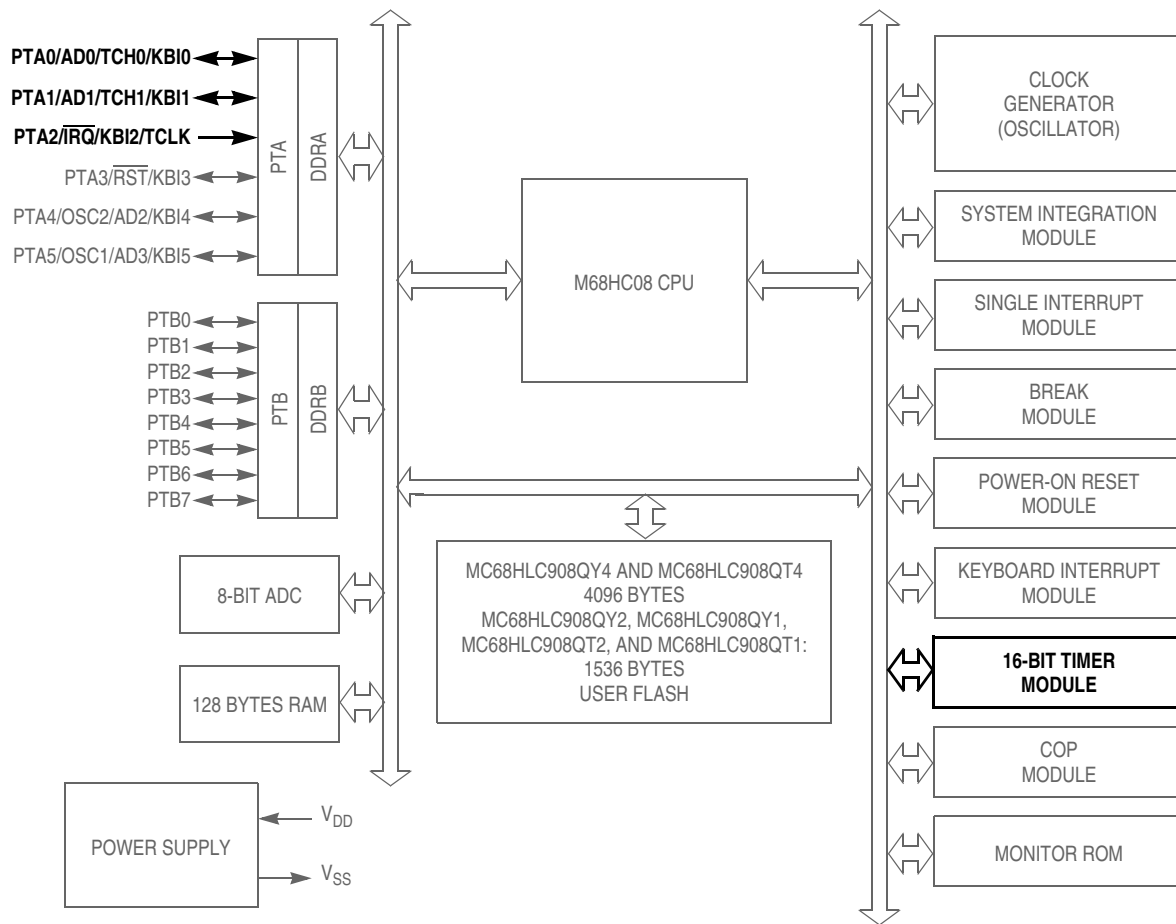 PTA0/AD0/TCH0/KBI0
PTA1/AD1/TCH1/KBI1
PTA2/I̅R̅Q̅/KBI2/TCLK
PTA3/R̅S̅T̅/KBI3
PTA4/OSC2/AD2/KBI4
PTA5/OSC1/AD3/KBI5
PTA
DDRA
PTB0
PTB1
PTB2
PTB3
PTB4
PTB5
PTB6
PTB7
PTB
DDRB
8-BIT ADC
128 BYTES RAM
POWER SUPPLY
VDD
VSS
M68HC08 CPU
MC68HLC908QY4 AND MC68HLC908QT4
4096 BYTES
MC68HLC908QY2, MC68HLC908QY1,
MC68HLC908QT2, AND MC68HLC908QT1:
1536 BYTES
USER FLASH
CLOCK
GENERATOR
(OSCILLATOR)
SYSTEM INTEGRATION
MODULE
SINGLE INTERRUPT
MODULE
BREAK
MODULE
POWER-ON RESET
MODULE
KEYBOARD INTERRUPT
MODULE
16-BIT TIMER
MODULE
COP
MODULE
MONITOR ROM